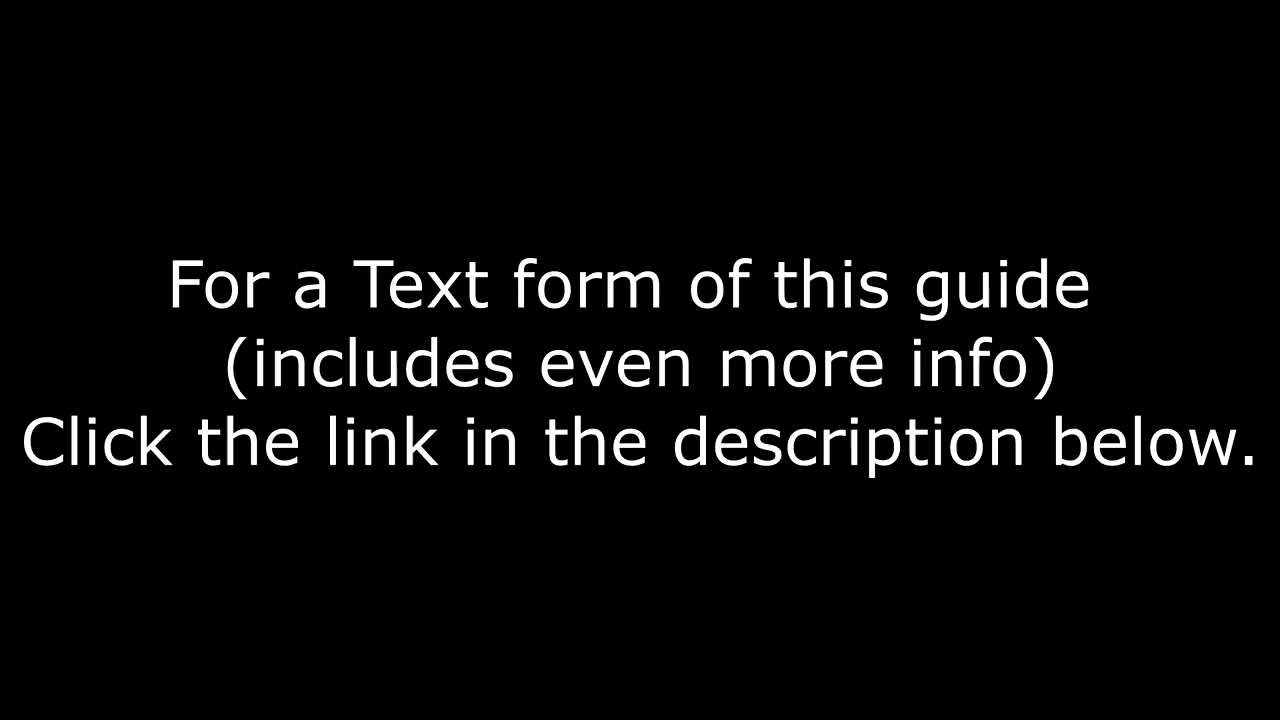 For a Text form of this guide
(includes even more info)
Click the link in the description below.